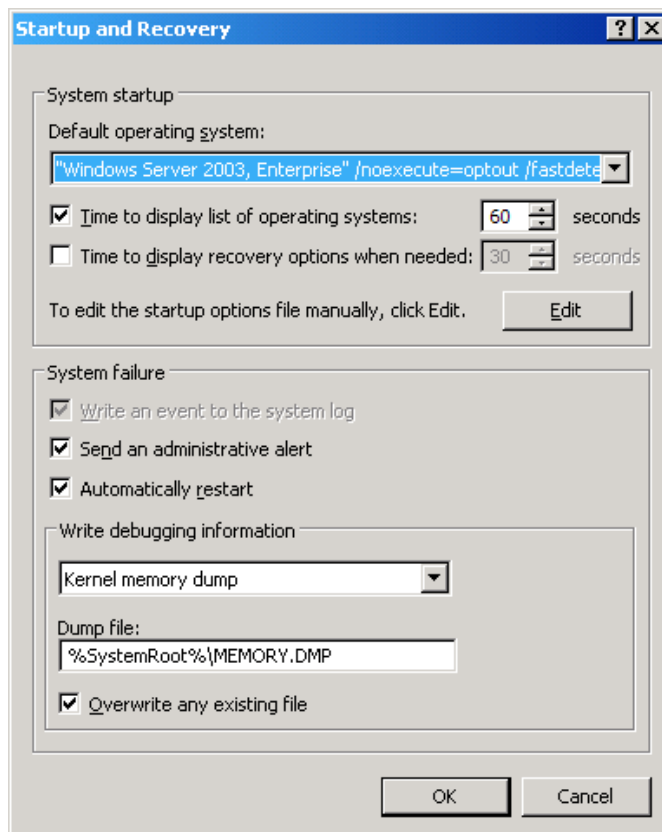 Startup and Recovery
System startup
Default operating system:
"Windows Server 2003, Enterprise" /noexecute=optout /fastdete
Time to display list of operating systems: 60 seconds
Time to display recovery options when needed: 30 seconds
To edit the startup options file manually, click Edit. Edit
System failure
Write an event to the system log
Send an administrative alert
Automatically restart
Write debugging information
Kernel memory dump
Dump file:
%SystemRoot%\MEMORY.DMP
Overwrite any existing file
OK Cancel